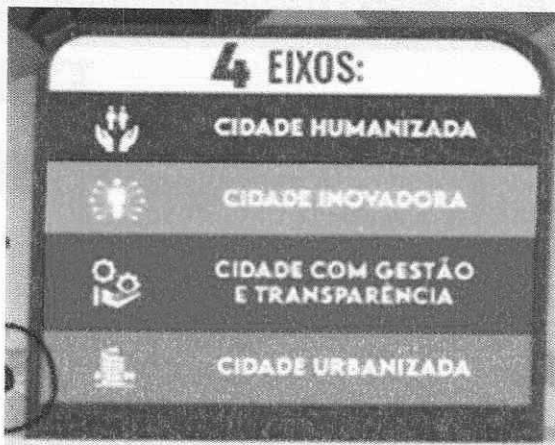 4 EIXOS:
CIDADE HUMANIZADA
CIDADE INOVADORA
CIDADE COM GESTÃO
E TRANSPARÊNCIA
CIDADE URBANIZADA